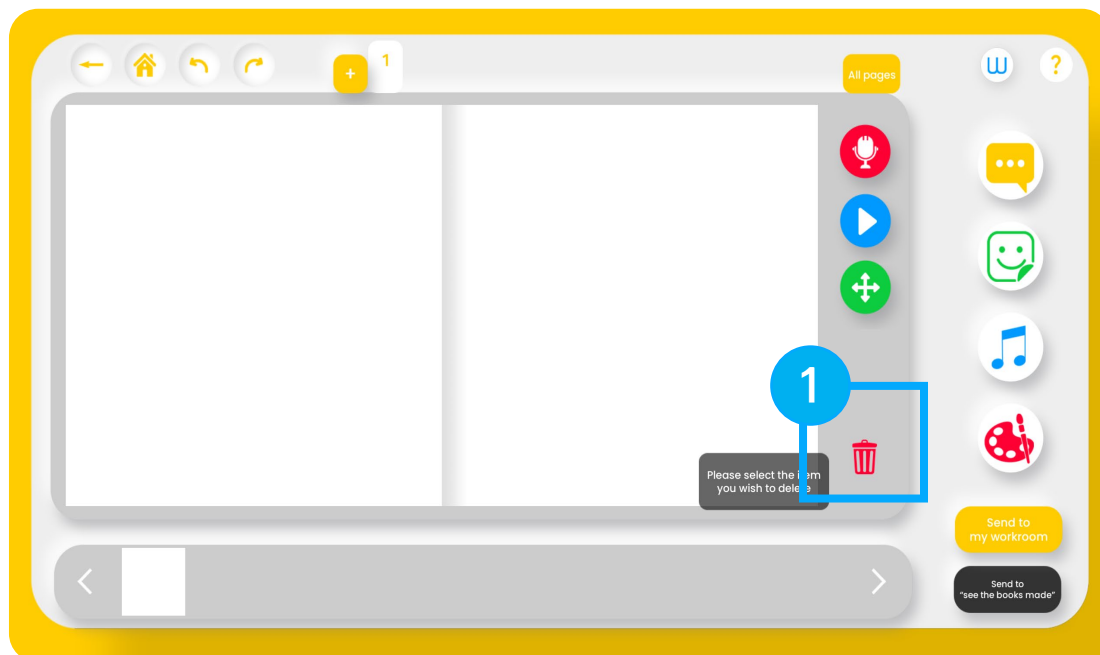 1
+
All pages
W
?
1
Please select the item
you wish to delete
Send to
my workroom
Send to
“see the books made”